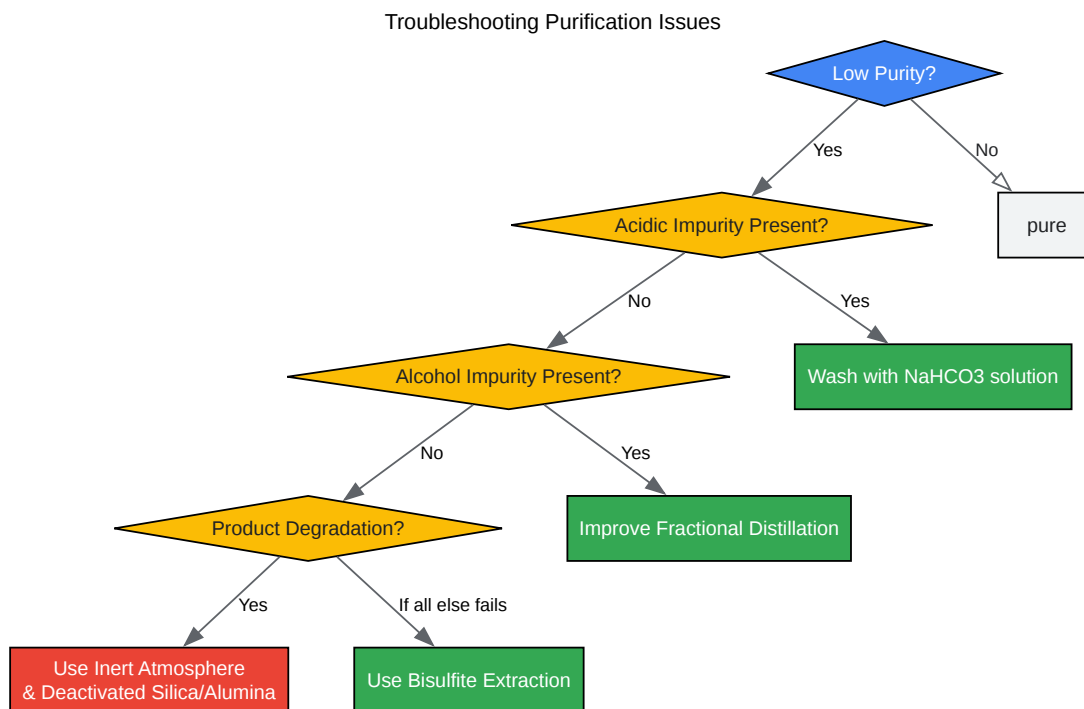 Troubleshooting Purification Issues
Low Purity?
Yes
No
Acidic Impurity Present?
pure
No
Yes
Alcohol Impurity Present?
Wash with NaHCO3 solution
No
Yes
Product Degradation?
Improve Fractional Distillation
Yes
If all else fails
Use Inert Atmosphere
& Deactivated Silica/Alumina
Use Bisulfite Extraction